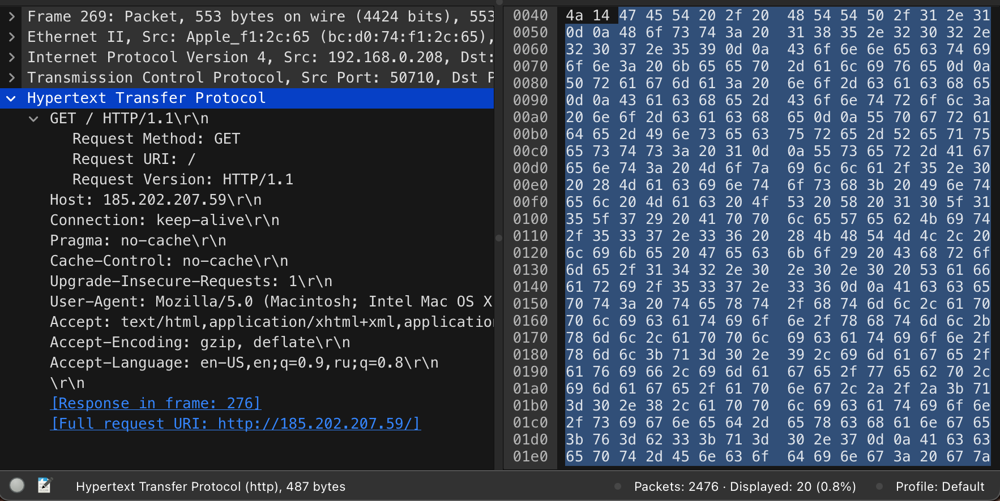 Frame 269: Packet, 553 bytes on wire (4424 bits), 553
Ethernet II, Src: Apple_f1:2c:65 (bc:d0:74:f1:2c:65),
Internet Protocol Version 4, Src: 192.168.0.208, Dst:
Transmission Control Protocol, Src Port: 50710, Dst P
Hypertext Transfer Protocol
GET / HTTP/1.1\r\n
Request Method: GET
Request URI: /
Request Version: HTTP/1.1
Host: 185.202.207.59\r\n
Connection: keep-alive\r\n
Pragma: no-cache\r\n
Cache-Control: no-cache\r\n
Upgrade-Insecure-Requests: 1\r\n
User-Agent: Mozilla/5.0 (Macintosh; Intel Mac OS X
Accept: text/html,application/xhtml+xml,application
Accept-Encoding: gzip, deflate\r\n
Accept-Language: en-US,en;q=0.9,ru;q=0.8\r\n
\r\n
[Response in frame: 276]
[Full request URI: http://185.202.207.59/]
0040 4a 14 47 45 54 20 2f 20 48 54 54 50 2f 31 2e 31
0050 0d 0a 48 6f 73 74 3a 20 31 38 35 2e 32 30 32 2e
0060 32 30 37 2e 35 39 0d 0a 43 6f 6e 6e 65 63 74 69
0070 6f 6e 3a 20 6b 65 65 70 2d 61 6c 69 76 65 0d 0a
0080 50 72 61 67 6d 61 3a 20 6e 6f 2d 63 61 63 68 65
0090 0d 0a 43 61 63 68 65 2d 43 6f 6e 74 72 6f 6c 3a
00a0 20 6e 6f 2d 63 61 63 68 65 0d 0a 55 70 67 72 61
00b0 64 65 2d 49 6e 73 65 63 75 72 65 2d 52 65 71 75
00c0 65 73 74 73 3a 20 31 0d 0a 55 73 65 72 2d 41 67
00d0 65 6e 74 3a 20 4d 6f 7a 69 6c 6c 61 2f 35 2e 30
00e0 20 28 4d 61 63 69 6e 74 6f 73 68 3b 20 49 6e 74
00f0 65 6c 20 4d 61 63 20 4f 53 20 58 20 31 30 5f 31
0100 35 5f 37 29 20 41 70 70 6c 65 57 65 62 4b 69 74
0110 2f 35 33 37 2e 33 36 20 28 4b 48 54 4d 4c 2c 20
0120 6c 69 6b 65 20 47 65 63 6b 6f 29 20 43 68 72 6f
0130 6d 65 2f 31 34 32 2e 30 2e 30 2e 30 20 53 61 66
0140 61 72 69 2f 35 33 37 2e 33 36 0d 0a 41 63 63 65
0150 70 74 3a 20 74 65 78 74 2f 68 74 6d 6c 2c 61 70
0160 70 6c 69 63 61 74 69 6f 6e 2f 78 68 74 6d 6c 2b
0170 78 6d 6c 2c 61 70 70 6c 69 63 61 74 69 6f 6e 2f
0180 78 6d 6c 3b 71 3d 30 2e 39 2c 69 6d 61 67 65 2f
0190 61 76 69 66 2c 69 6d 61 67 65 2f 77 65 62 70 2c
01a0 69 6d 61 67 65 2f 61 70 6e 67 2c 2a 2f 2a 3b 71
01b0 3d 30 2e 38 2c 61 70 70 6c 69 63 61 74 69 6f 6e
01c0 2f 73 69 67 6e 65 64 2d 65 78 63 68 61 6e 67 65
01d0 3b 76 3d 62 33 3b 71 3d 30 2e 37 0d 0a 41 63 63
01e0 65 70 74 2d 45 6e 63 6f 64 69 6e 67 3a 20 67 7a
Hypertext Transfer Protocol (http), 487 bytes
Packets: 2476 · Displayed: 20 (0.8%)
Profile: Default